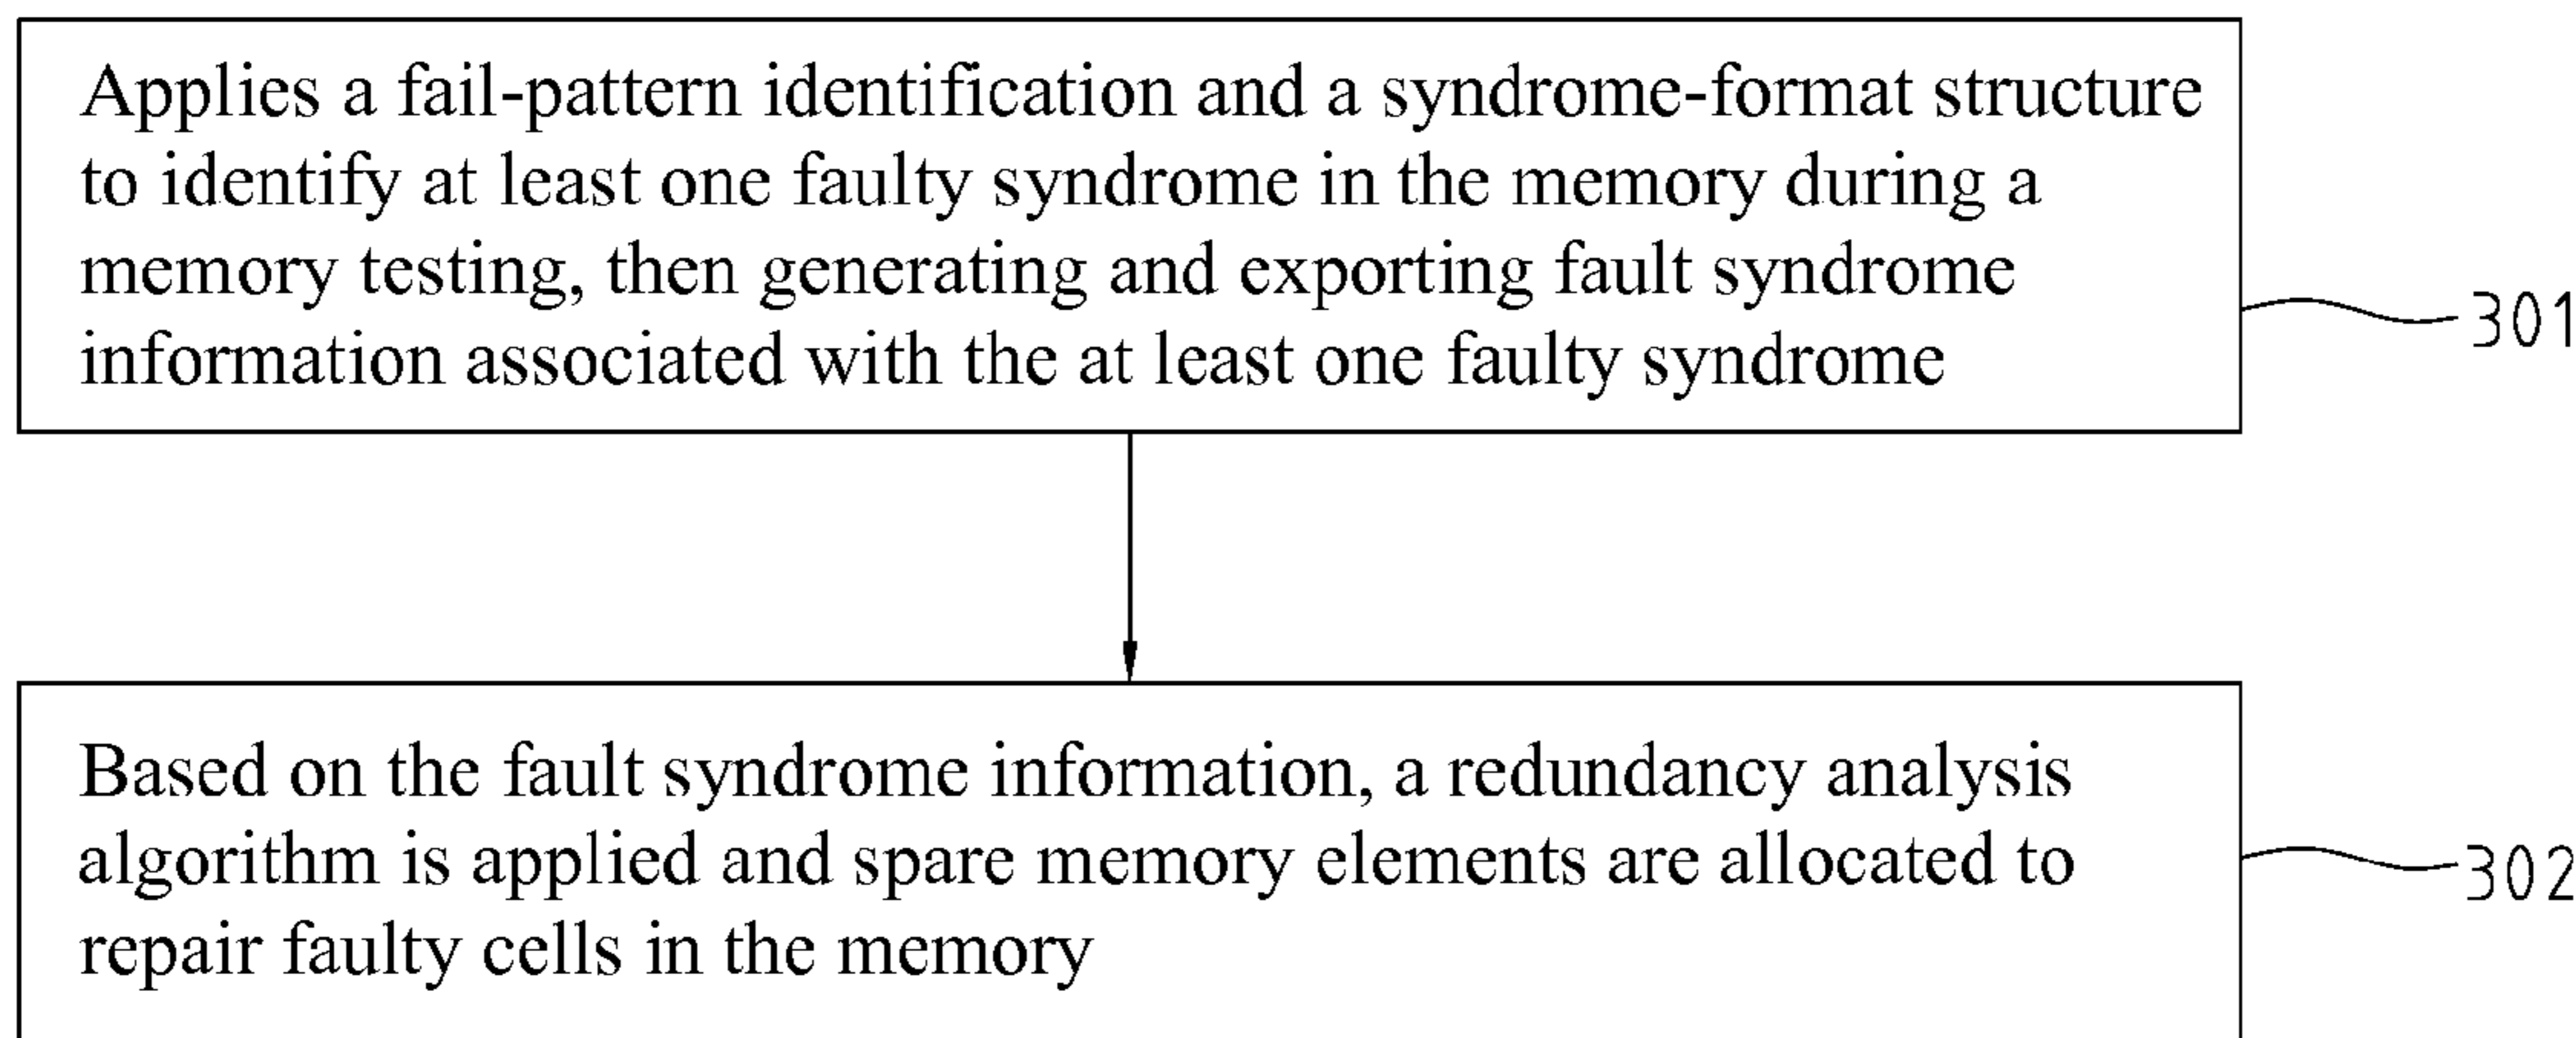 Applies a fail-pattern identification and a syndrome-format structure
to identify at least one faulty syndrome in the memory during a
memory testing, then generating and exporting fault syndrome
information associated with the at least one faulty syndrome
301
Based on the fault syndrome information, a redundancy analysis
algorithm is applied and spare memory elements are allocated to
repair faulty cells in the memory
302